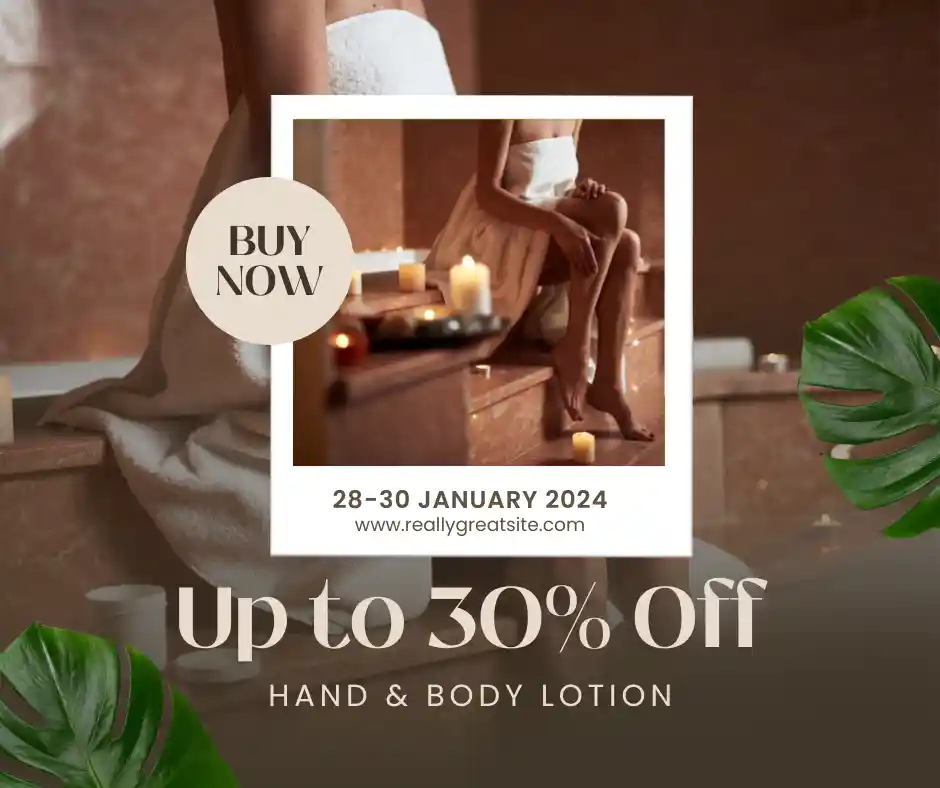 BUY
NOW
28-30 JANUARY 2024
www.reallygreatsite.com
Up to 30% Off
HAND & BODY LOTION